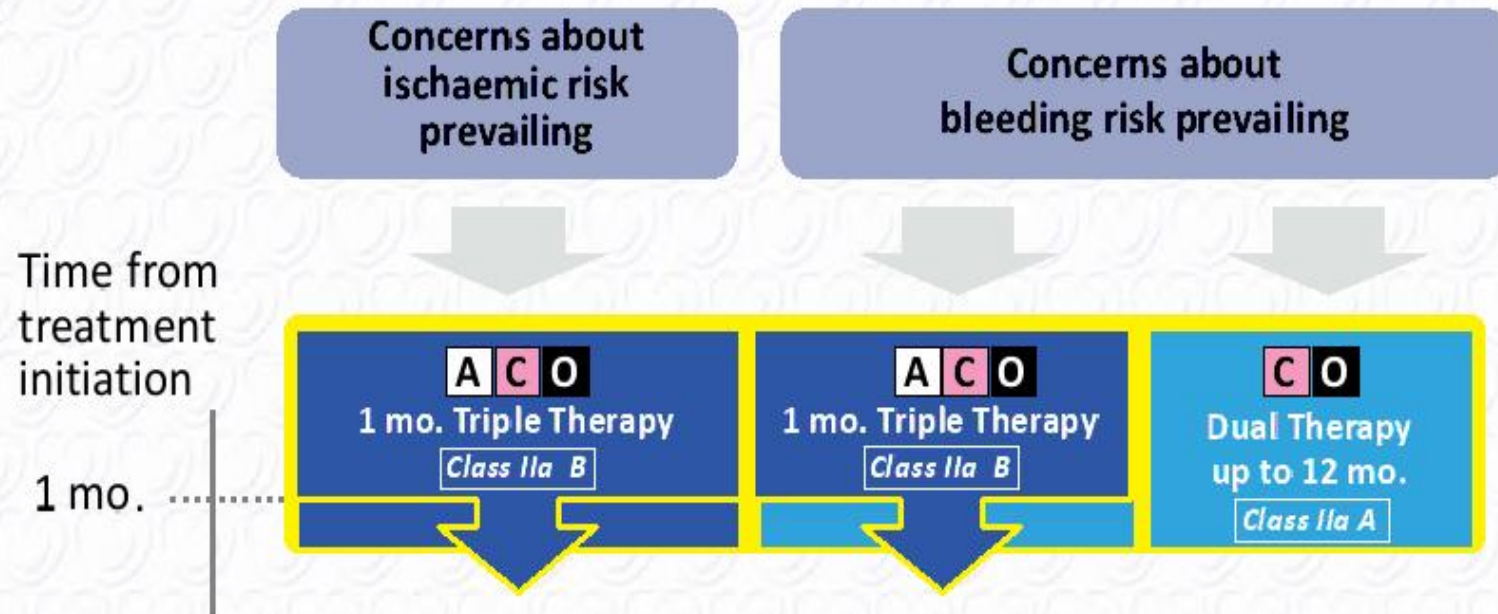 Concerns about
ischaemic risk
prevailing
Concerns about
bleeding risk prevailing
Time from
treatment
initiation
1 mo.
A C O
1 mo. Triple Therapy
Class IIa B
A C O
1 mo. Triple Therapy
Class IIa B
C O
Dual Therapy
up to 12 mo.
Class IIa A